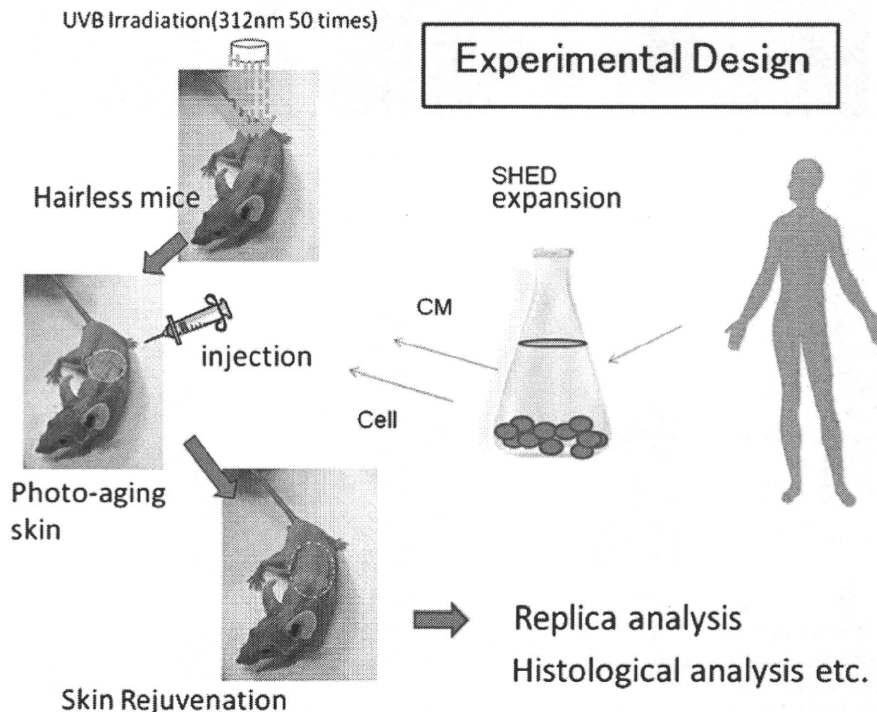 UVB Irradiation(312nm 50 times)
Experimental Design
Hairless mice
SHED
expansion
CM
injection
Cell
Photo-aging
skin
Replica analysis
Histological analysis etc.
Skin Rejuvenation